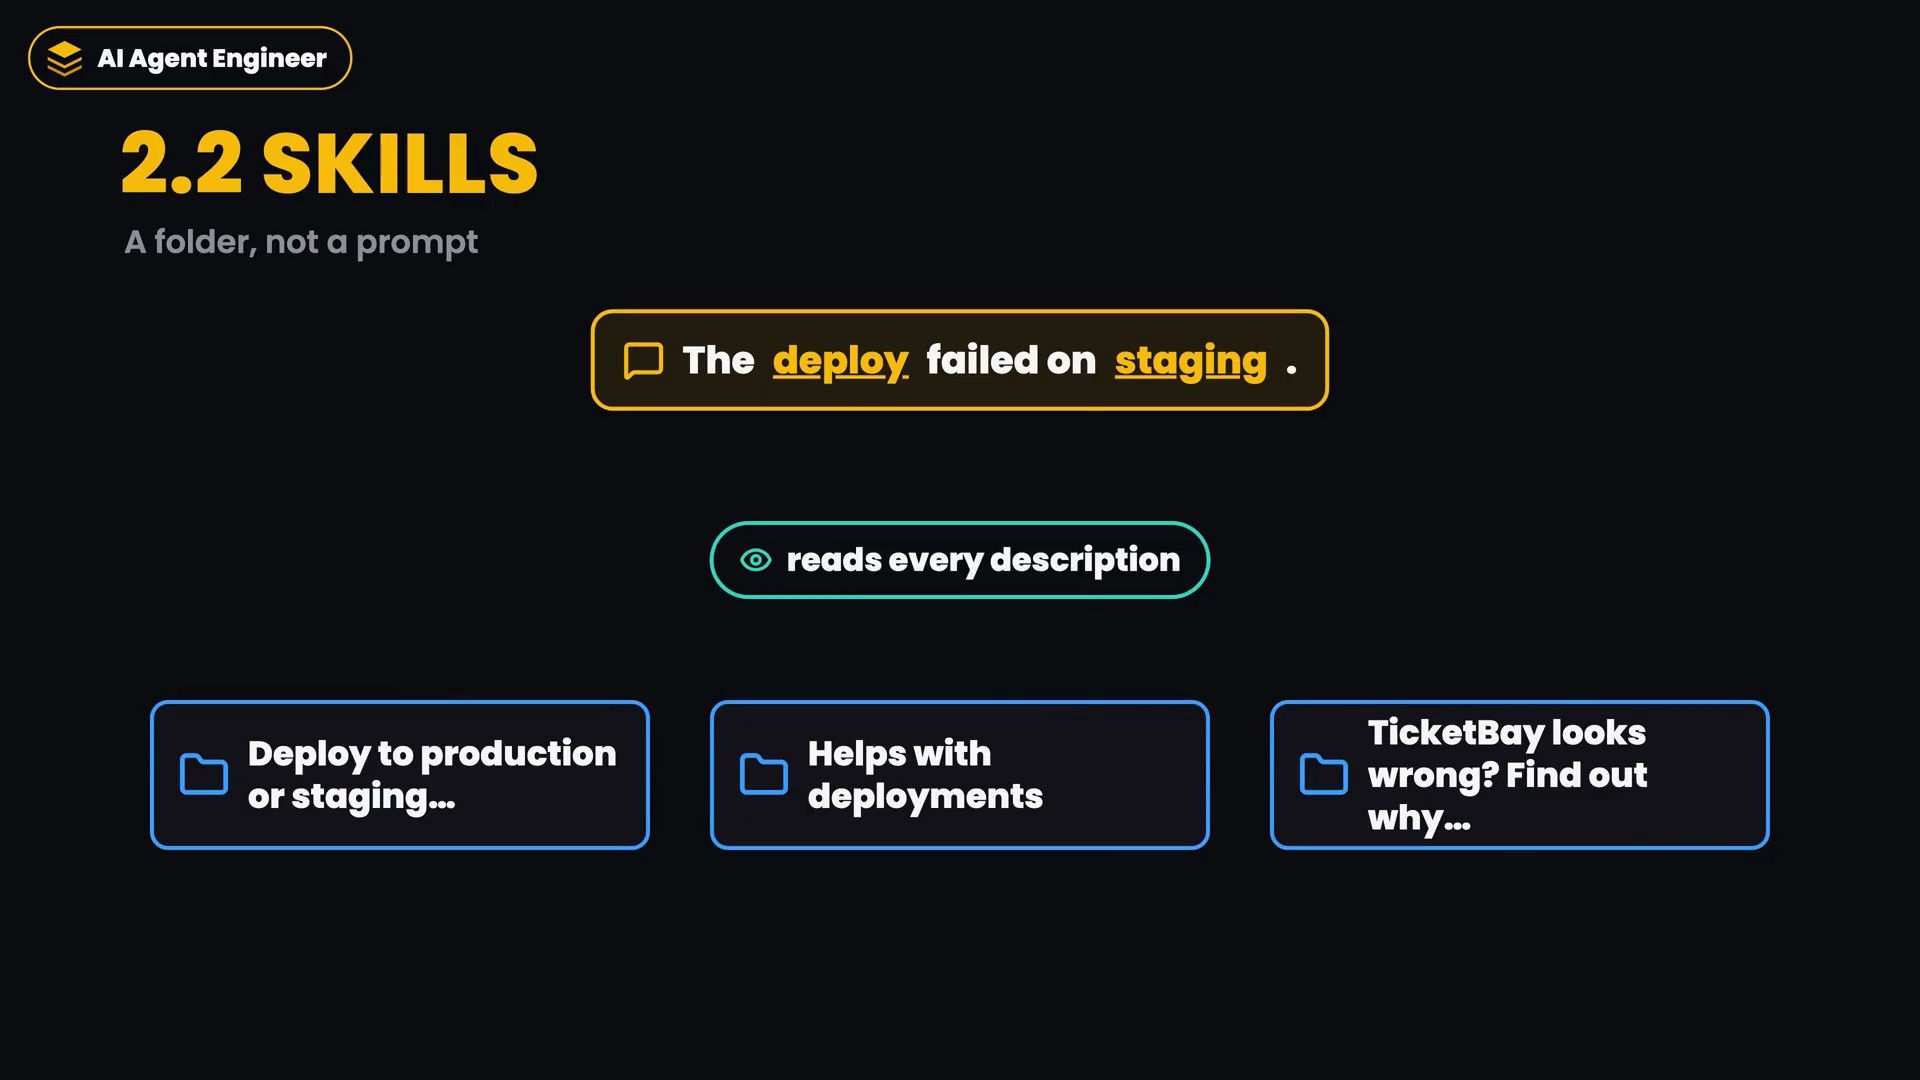 AI Agent Engineer
2.2 SKILLS
A folder, not a prompt
The deploy failed on staging .
reads every description
Deploy to production
or staging...
Helps with
deployments
TicketBay looks
wrong? Find out
why...